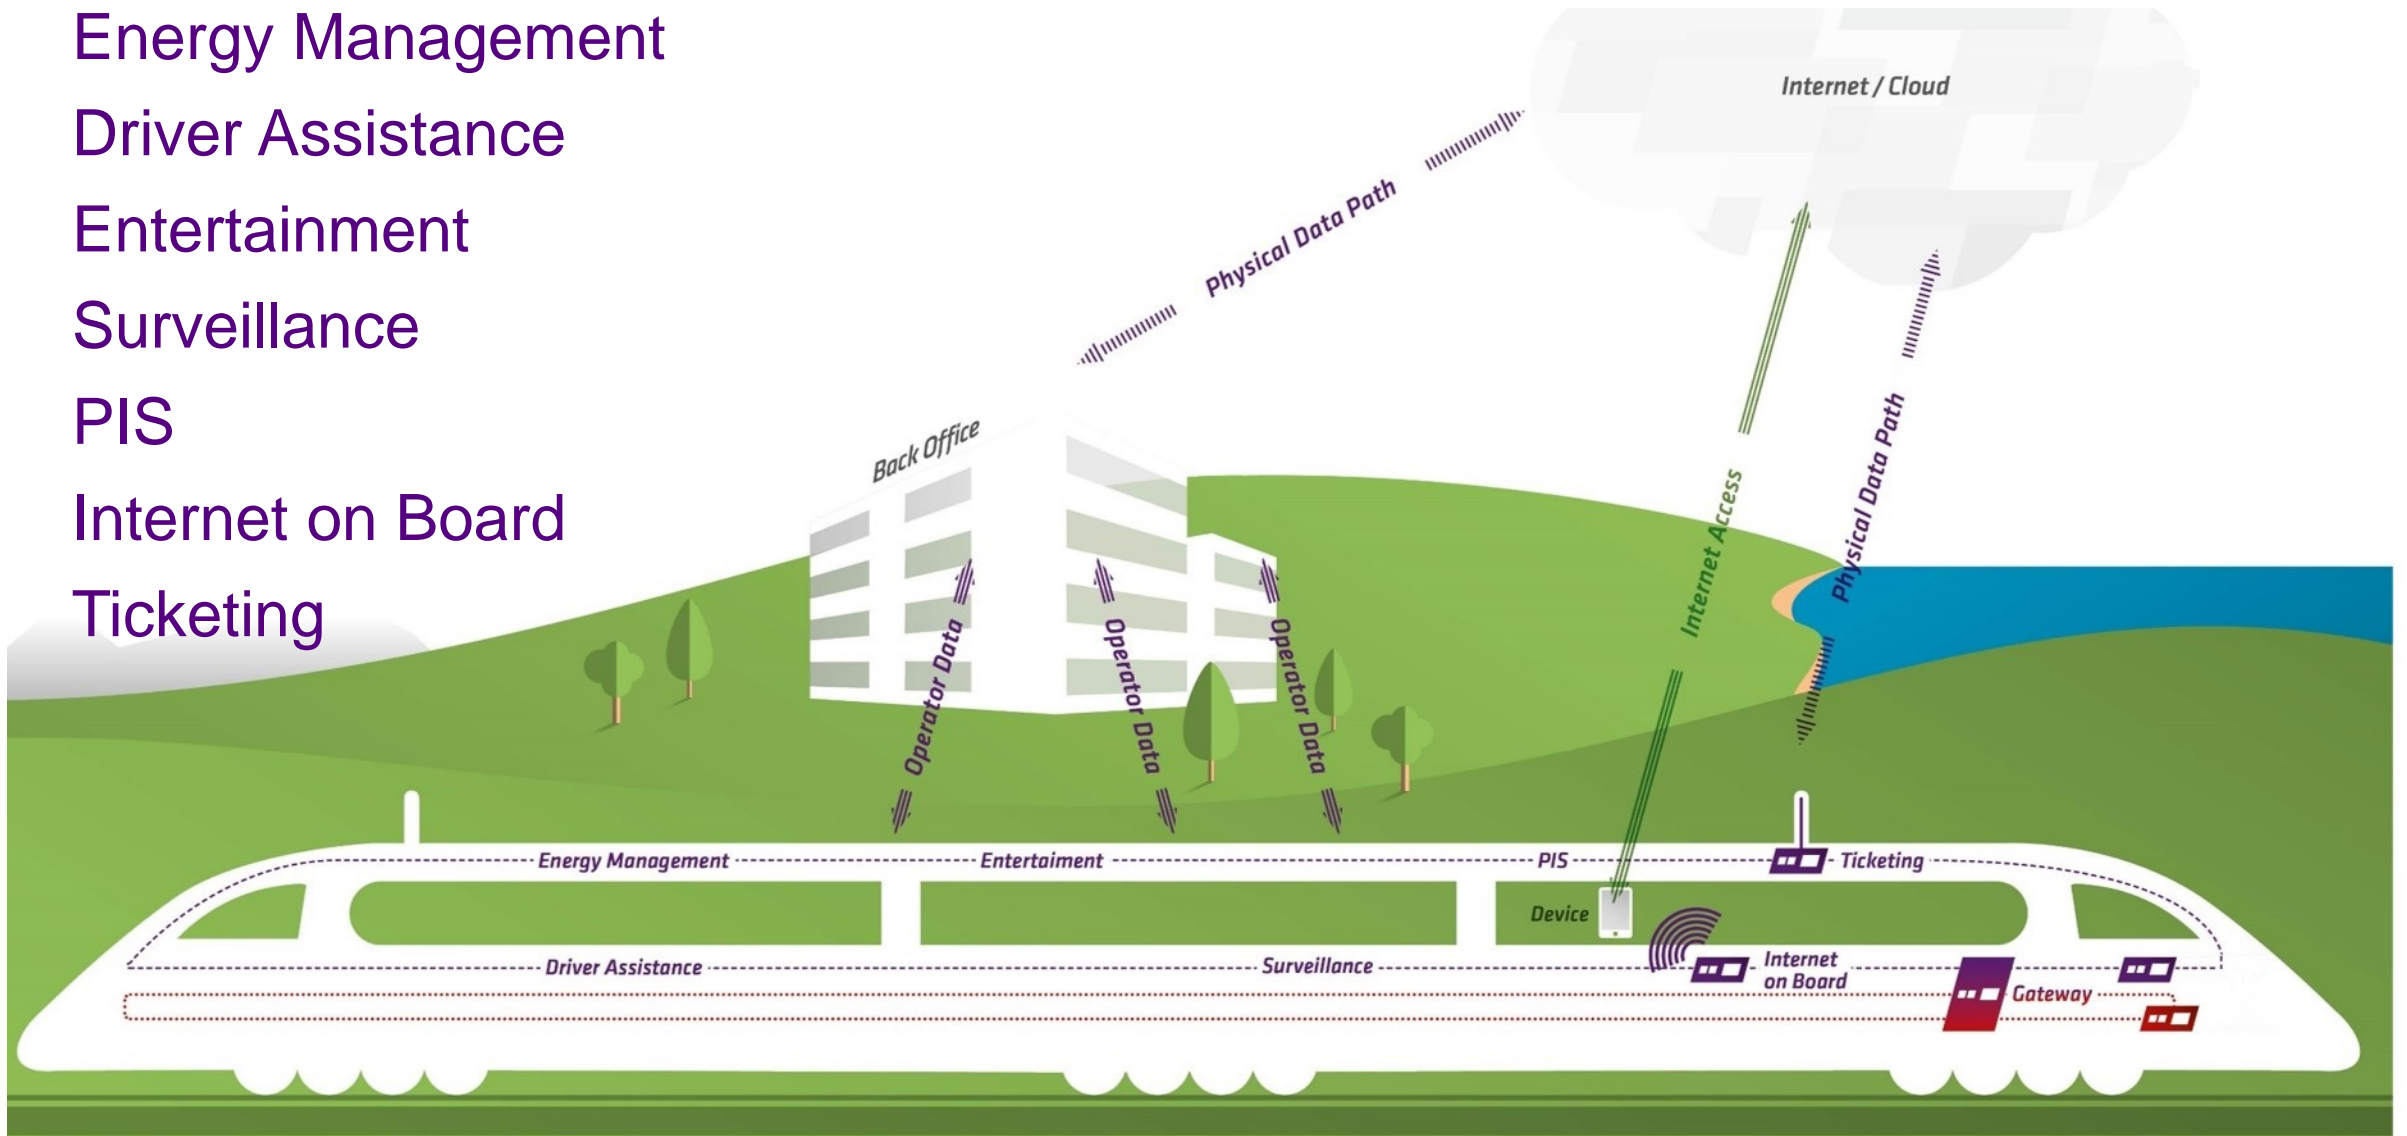 Energy Management
Driver Assistance
Entertainment
Surveillance
PIS
Internet on Board
Ticketing
Internet / Cloud
Physical Data Path
Back Office
Internet Access
Physical Data Path
Operator Data
Operator Data
Operator Data
Energy Management
Entertaiment
PIS
Ticketing
Device
Driver Assistance
Surveillance
Internet
on Board
Gateway